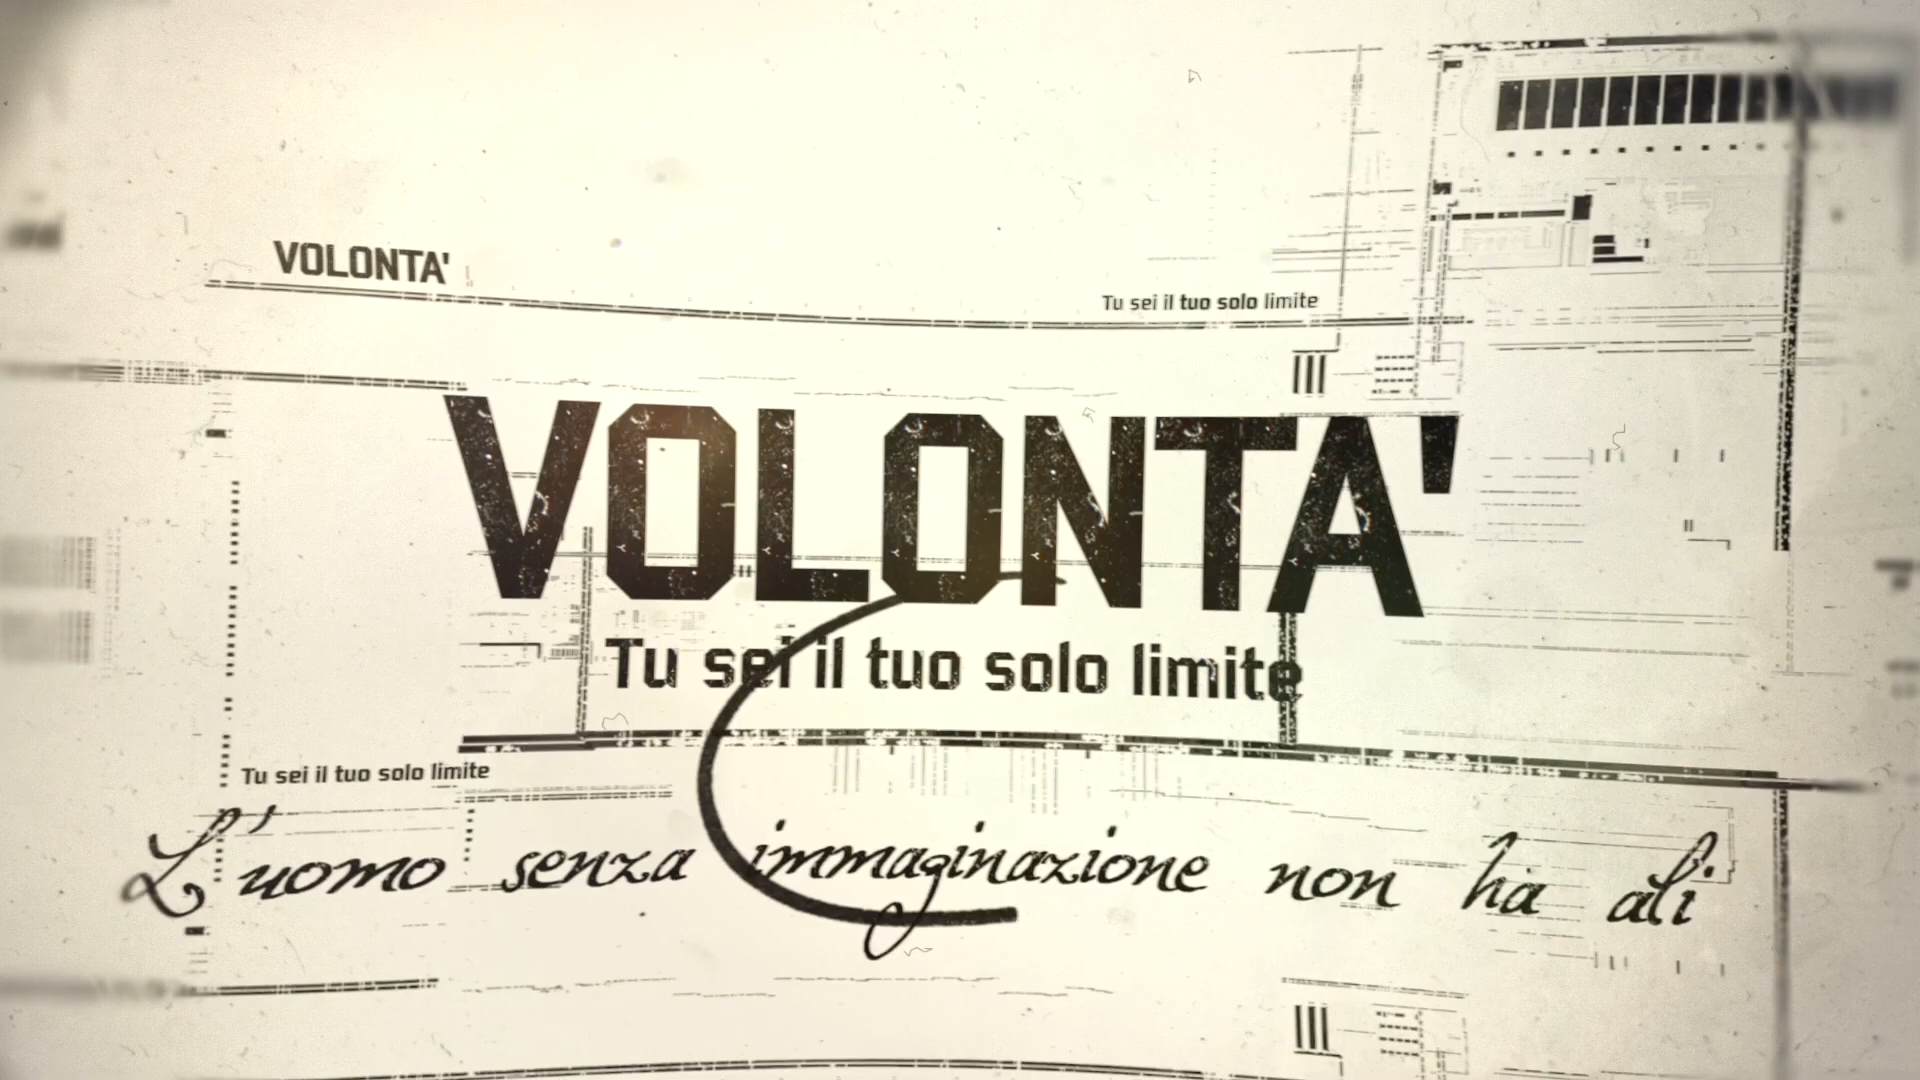 VOLONTA'
Tu sei il tuo solo limite
VOLONTA'
Tu sei il tuo solo limite
Tu sei il tuo solo limite
L'uomo senza immaginazione non ha ali